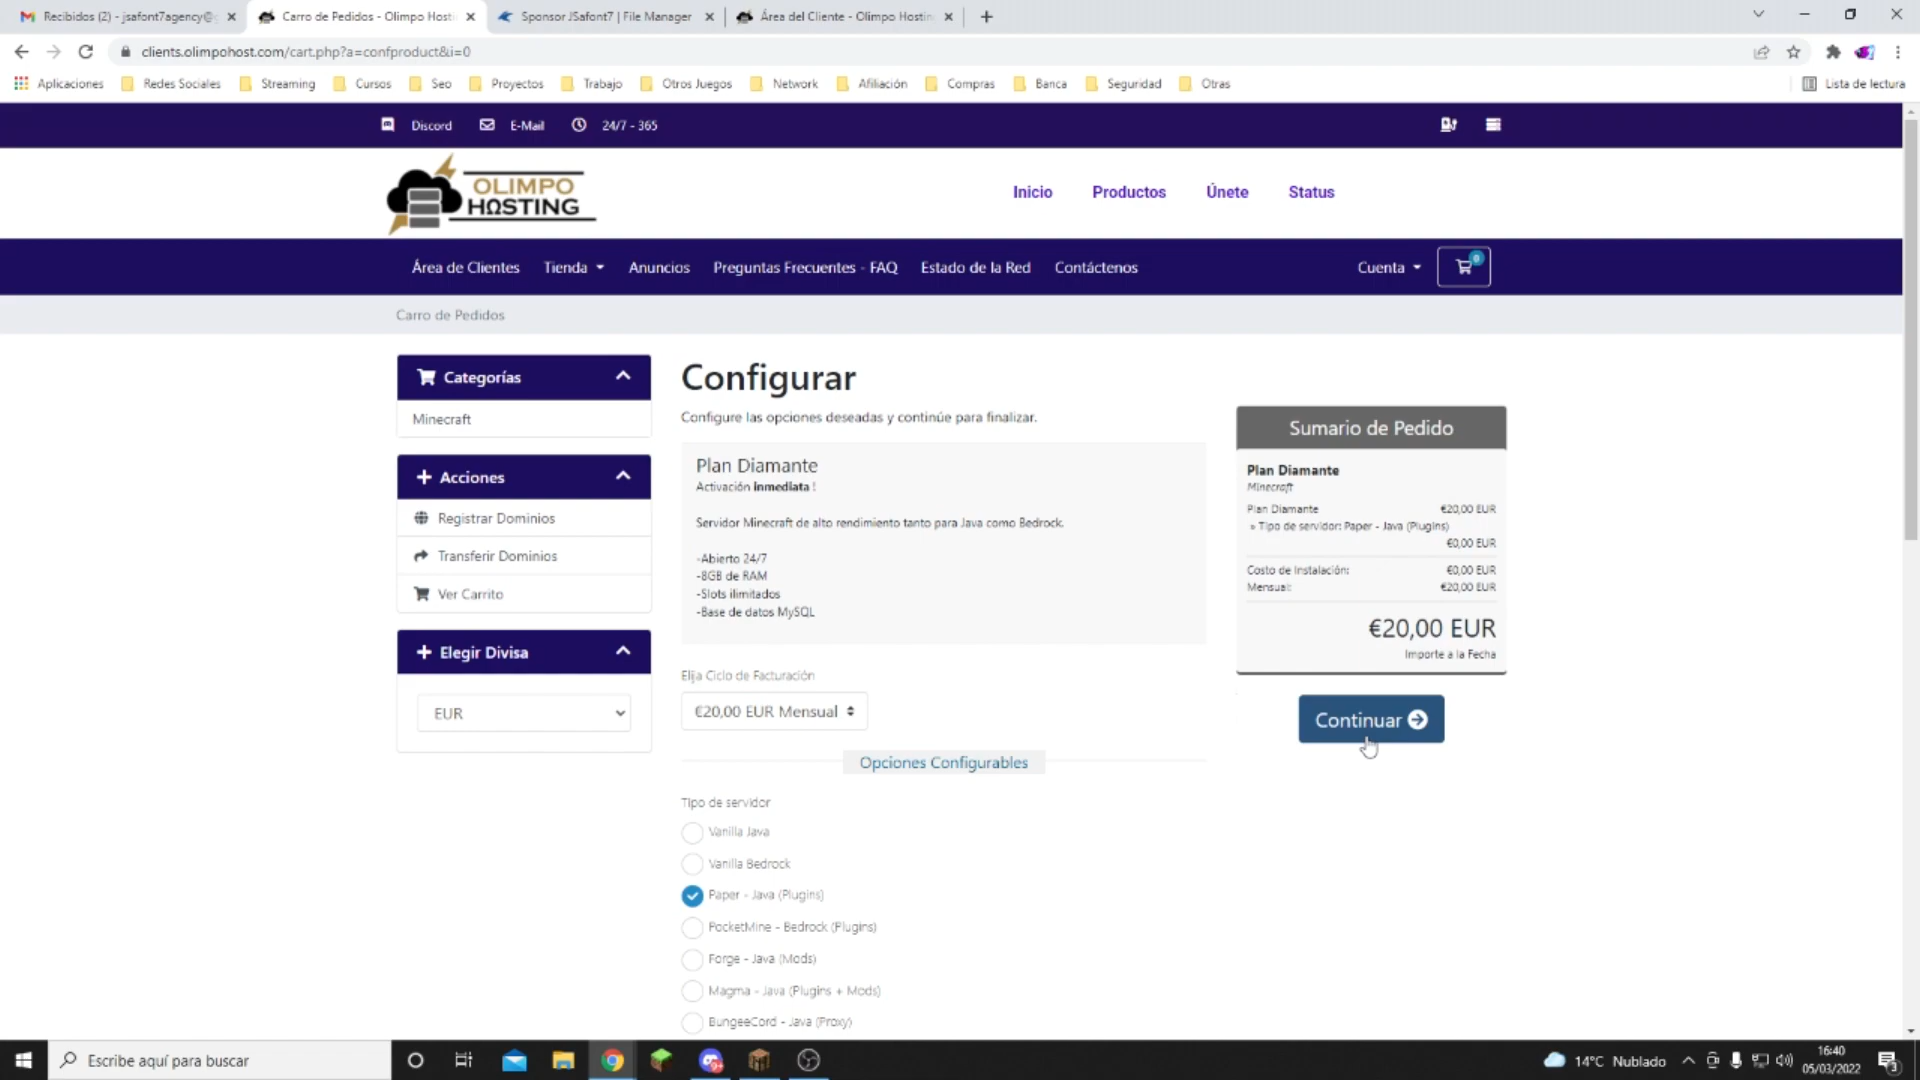 Recibidos (2) - jsafont7agency@g
Carro de Pedidos - Olimpo Hosti
Sponsor JSafont7 | File Manager
Área del Cliente - Olimpo Hostin
clients.olimpohost.com/cart.php?a=confproduct&i=0
Aplicaciones
Redes Sociales
Streaming
Cursos
Seo
Proyectos
Trabajo
Otros Juegos
Network
Afiliación
Compras
Banca
Seguridad
Otras
Lista de lectura
Discord
E-Mail
24/7 - 365
OLIMPO
HΩSTING
Inicio
Productos
Únete
Status
Área de Clientes
Tienda
Anuncios
Preguntas Frecuentes - FAQ
Estado de la Red
Contáctenos
Cuenta
0
Carro de Pedidos
Categorías
Minecraft
Acciones
Registrar Dominios
Transferir Dominios
Ver Carrito
Elegir Divisa
EUR
Configurar
Configure las opciones deseadas y continúe para finalizar.
Plan Diamante
Activación inmediata !
Servidor Minecraft de alto rendimiento tanto para Java como Bedrock.
-Abierto 24/7
-8GB de RAM
-Slots ilimitados
-Base de datos MySQL
Elija Ciclo de Facturación
€20,00 EUR Mensual
Opciones Configurables
Tipo de servidor
Vanilla Java
Vanilla Bedrock
Paper - Java (Plugins)
PocketMine - Bedrock (Plugins)
Forge - Java (Mods)
Magma - Java (Plugins + Mods)
BungeeCord - Java (Proxy)
Sumario de Pedido
Plan Diamante
Minecraft
Plan Diamante €20,00 EUR
» Tipo de servidor: Paper - Java (Plugins)
€0,00 EUR
Costo de Instalación: €0,00 EUR
Mensual: €20,00 EUR
€20,00 EUR
Importe a la Fecha
Continuar
Escribe aquí para buscar
14°C Nublado
16:40
05/03/2022
3